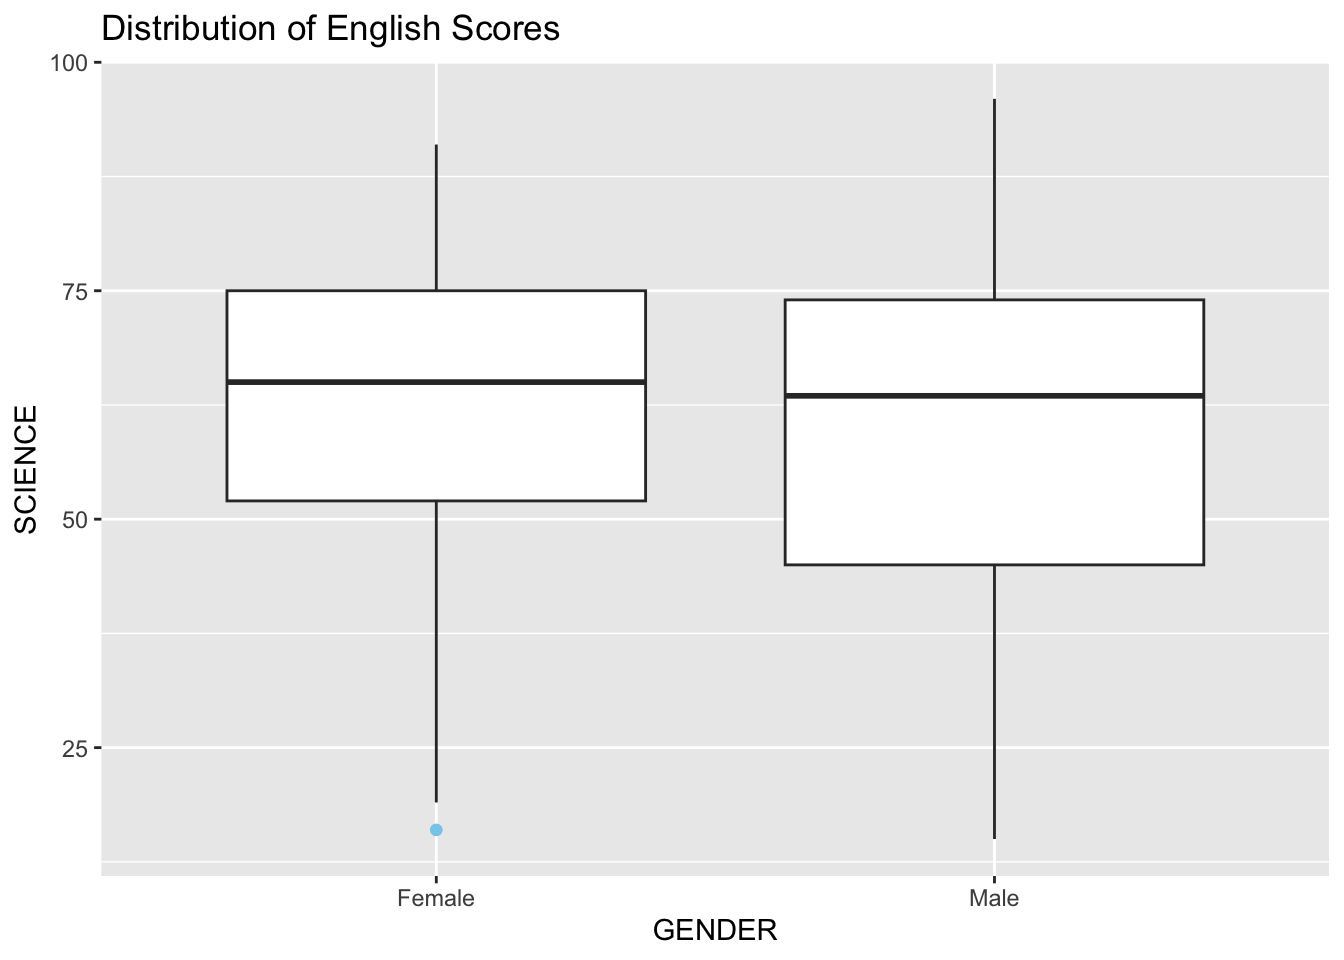 Distribution of English Scores
100
75
50
25
SCIENCE
Female
Male
GENDER